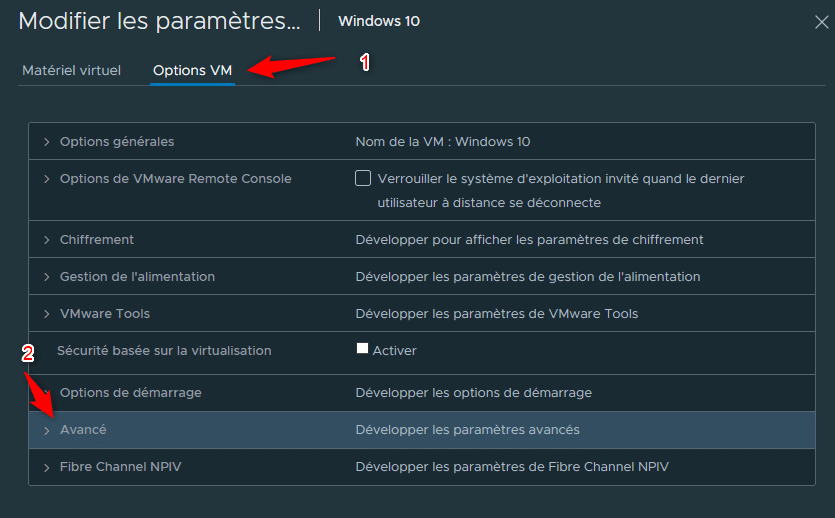 Modifier les paramètres... Windows 10
1
Matériel virtuel Options VM
Options générales Nom de la VM : Windows 10
Options de VMware Remote Console Verrouiller le système d'exploitation invité quand le dernier
utilisateur à distance se déconnecte
Chiffrement Développer pour afficher les paramètres de chiffrement
Gestion de l'alimentation Développer les paramètres de gestion de l'alimentation
VMware Tools Développer les paramètres de VMware Tools
Sécurité basée sur la virtualisation Activer
2
Options de démarrage Développer les options de démarrage
Avancé Développer les paramètres avancés
Fibre Channel NPIV Développer les paramètres de Fibre Channel NPIV